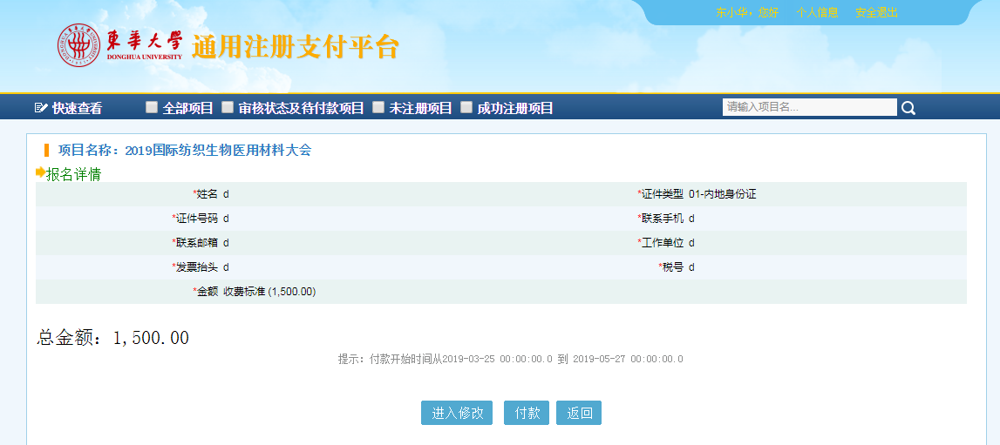 东小华，您好 个人信息 安全退出
東華大學 DONGHUA UNIVERSITY 通用注册支付平台
快速查看 全部项目 审核状态及待付款项目 未注册项目 成功注册项目 请输入项目名...
项目名称：2019国际纺织生物医用材料大会
报名详情
*姓名 d *证件类型 01-内地身份证
*证件号码 d *联系手机 d
*联系邮箱 d *工作单位 d
*发票抬头 d *税号 d
*金额 收费标准 (1,500.00)
总金额：1,500.00
提示：付款开始时间从2019-03-25 00:00:00.0 到 2019-05-27 00:00:00.0
进入修改 付款 返回